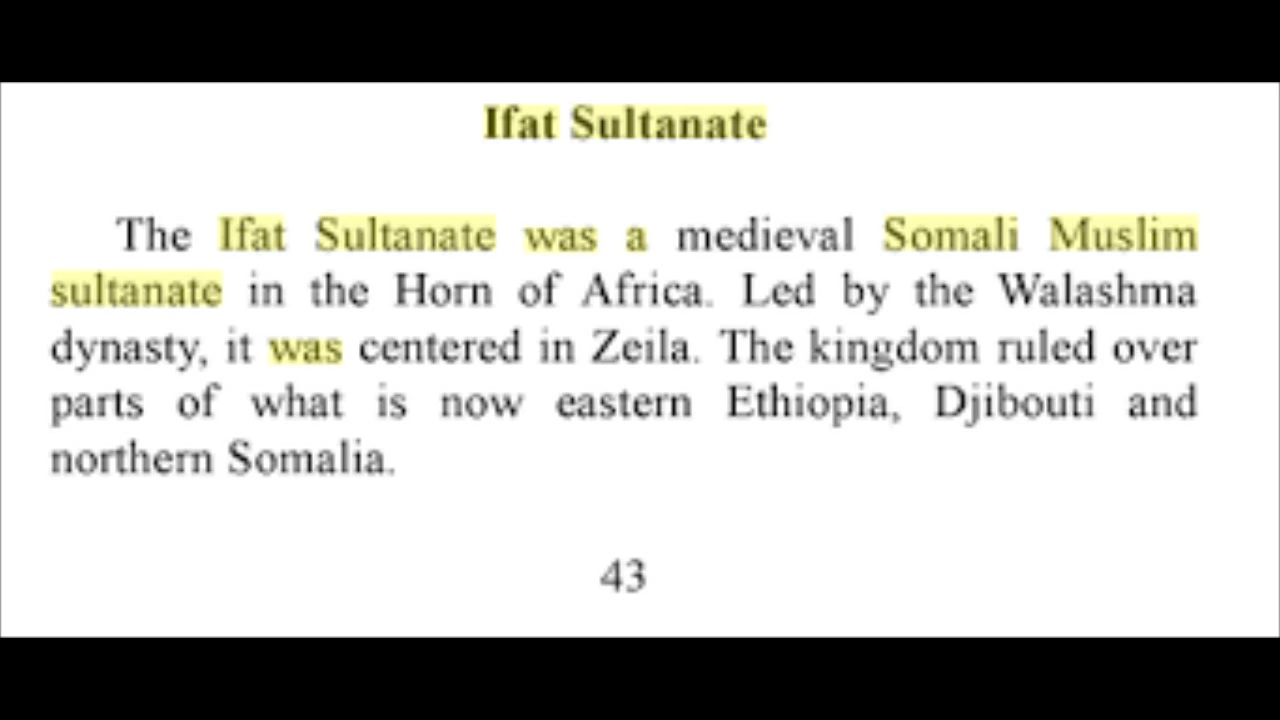 Ifat Sultanate
The Ifat Sultanate was a medieval Somali Muslim
sultanate in the Horn of Africa. Led by the Walashma
dynasty, it was centered in Zeila. The kingdom ruled over
parts of what is now eastern Ethiopia, Djibouti and
northern Somalia.
43